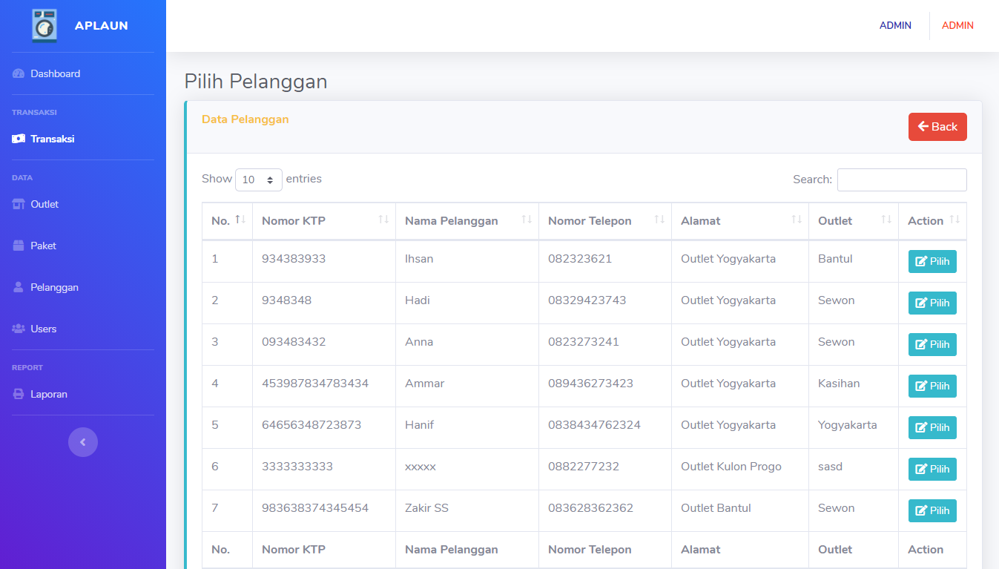 APLAUN
ADMIN ADMIN
Dashboard
TRANSAKSI
Transaksi
DATA
Outlet
Paket
Pelanggan
Users
REPORT
Laporan
Pilih Pelanggan
Data Pelanggan Back
Show 10 entries Search:
No. Nomor KTP Nama Pelanggan Nomor Telepon Alamat Outlet Action
1 934383933 Ihsan 082323621 Outlet Yogyakarta Bantul Pilih
2 9348348 Hadi 08329423743 Outlet Yogyakarta Sewon Pilih
3 093483432 Anna 0823273241 Outlet Yogyakarta Sewon Pilih
4 453987834783434 Ammar 089436273423 Outlet Yogyakarta Kasihan Pilih
5 64656348723873 Hanif 0838434762324 Outlet Yogyakarta Yogyakarta Pilih
6 3333333333 xxxxx 0882277232 Outlet Kulon Progo sasd Pilih
7 983638374345454 Zakir SS 083628362362 Outlet Bantul Sewon Pilih
No. Nomor KTP Nama Pelanggan Nomor Telepon Alamat Outlet Action